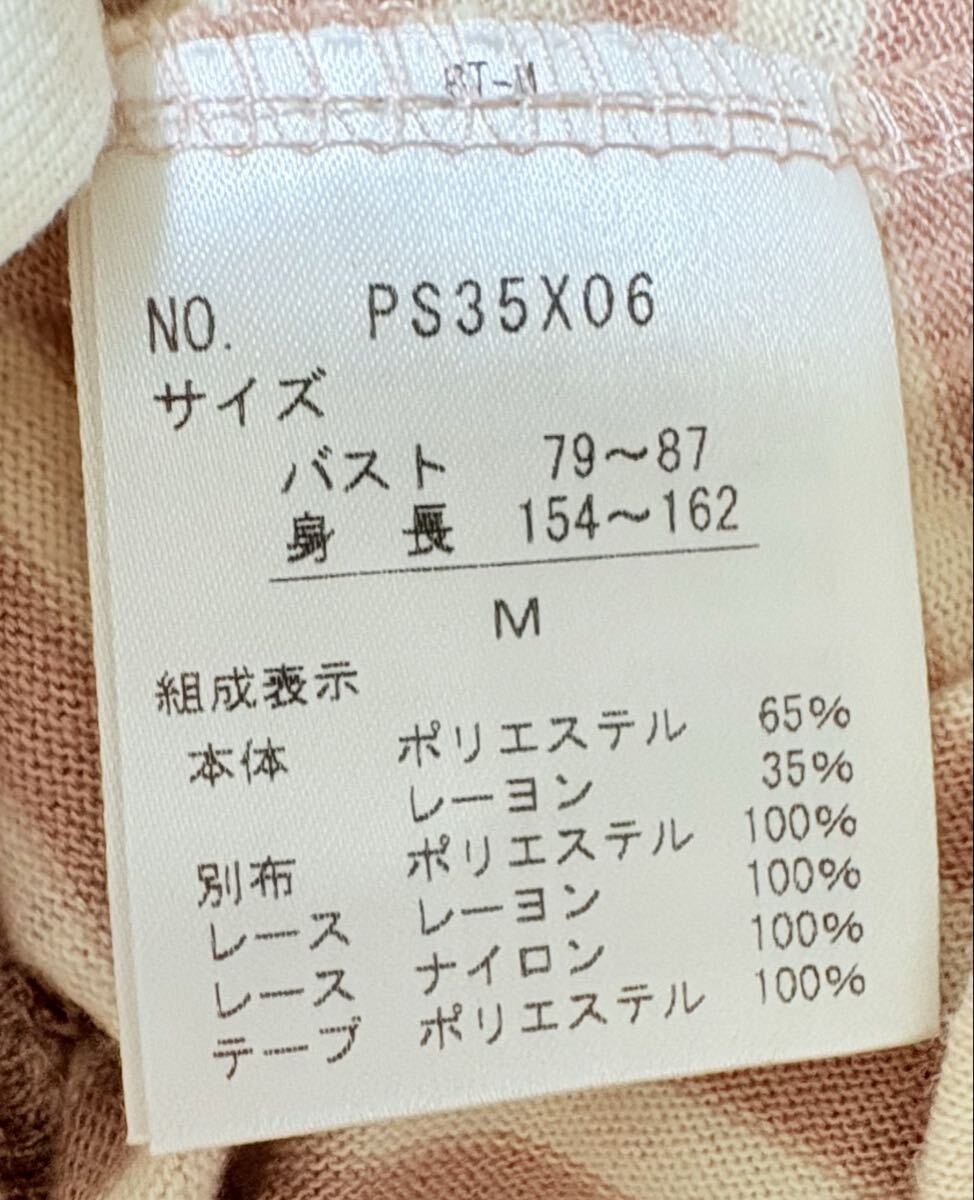 NO. PS35X06
サイズ
バスト 79〜87
身長 154〜162
M
組成表示
本体 ポリエステル 65%
レーヨン 35%
別布 ポリエステル 100%
レース レーヨン 100%
レース ナイロン 100%
テープ ポリエステル 100%